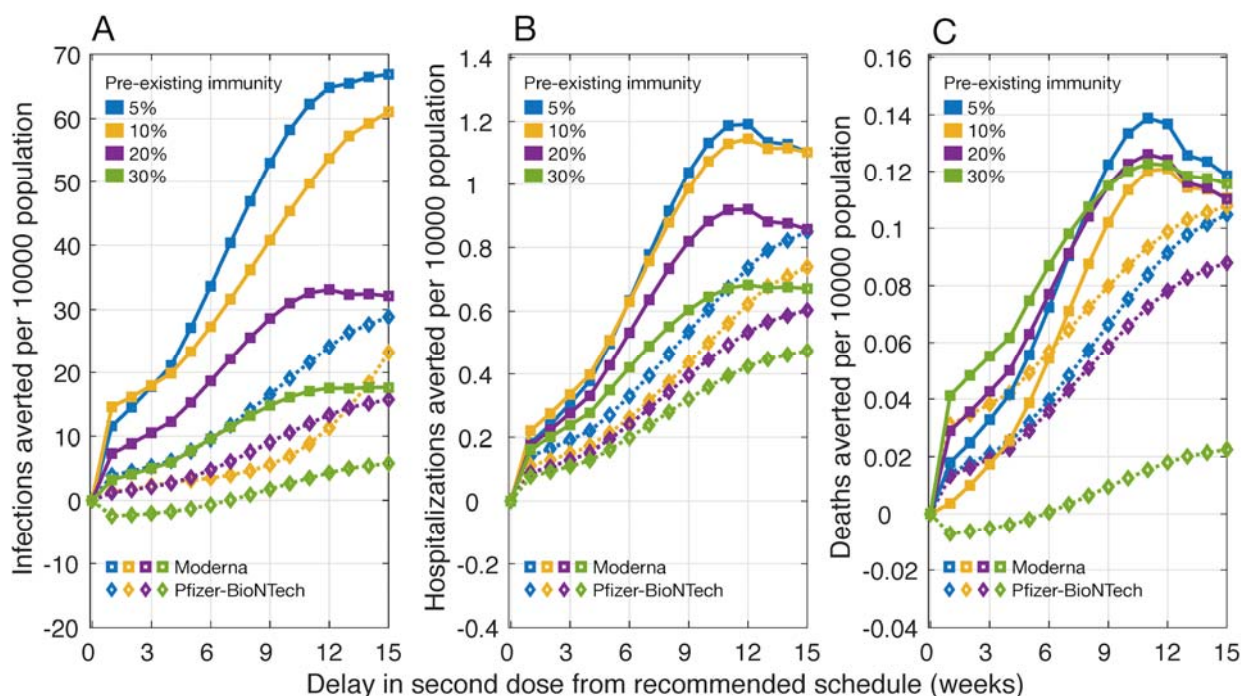 A
Infections averted per 10000 population
70
60
50
40
30
20
10
0
-10
-20
Pre-existing immunity
5%
10%
20%
30%
Moderna
Pfizer-BioNTech
0 3 6 9 12 15
B
Hospitalizations averted per 10000 population
1.4
1.2
1
0.8
0.6
0.4
0.2
0
-0.2
-0.4
Pre-existing immunity
5%
10%
20%
30%
Moderna
Pfizer-BioNTech
0 3 6 9 12 15
C
Deaths averted per 10000 population
0.16
0.14
0.12
0.1
0.08
0.06
0.04
0.02
0
-0.02
-0.04
Pre-existing immunity
5%
10%
20%
30%
Moderna
Pfizer-BioNTech
0 3 6 9 12 15
Delay in second dose from recommended schedule (weeks)